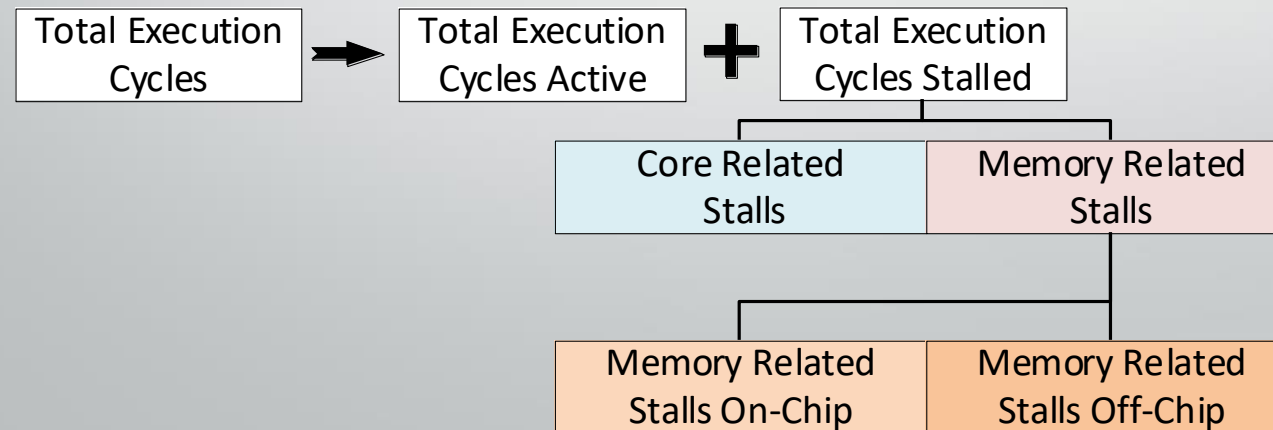 Total Execution
Cycles
Total Execution
Cycles Active
Total Execution
Cycles Stalled
Core Related
Stalls
Memory Related
Stalls
Memory Related
Stalls On-Chip
Memory Related
Stalls Off-Chip